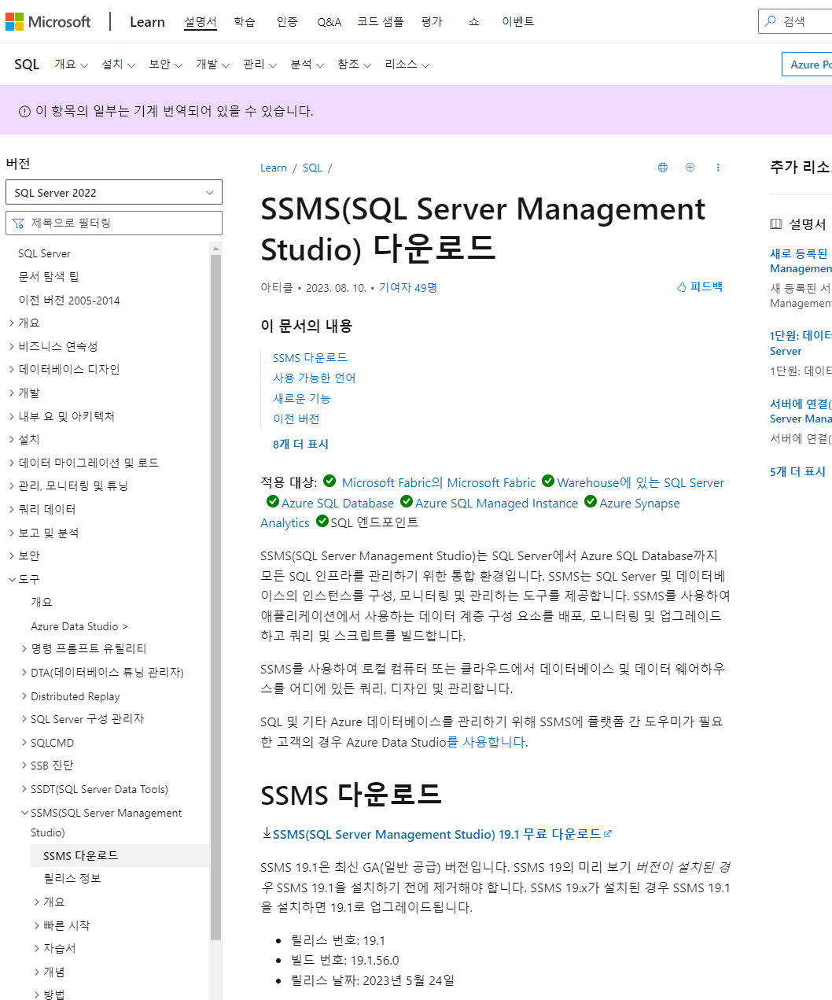 Microsoft
Learn
설명서
학습
인증
Q&A
코드 샘플
평가
쇼
이벤트
검색
SQL
개요
설치
보안
개발
관리
분석
참조
리소스
Azure Po
이 항목의 일부는 기계 번역되어 있을 수 있습니다.
버전
SQL Server 2022
제목으로 필터링
SQL Server
문서 탐색 팁
이전 버전 2005-2014
개요
비즈니스 연속성
데이터베이스 디자인
개발
내부 요 및 아키텍처
설치
데이터 마이그레이션 및 로드
관리, 모니터링 및 튜닝
쿼리 데이터
보고 및 분석
보안
도구
개요
Azure Data Studio >
명령 프롬프트 유틸리티
DTA(데이터베이스 튜닝 관리자)
Distributed Replay
SQL Server 구성 관리자
SQLCMD
SSB 진단
SSDT(SQL Server Data Tools)
SSMS(SQL Server Management
Studio)
SSMS 다운로드
릴리스 정보
개요
빠른 시작
자습서
개념
방법
Learn / SQL /
SSMS(SQL Server Management
Studio) 다운로드
아티클 • 2023. 08. 10. • 기여자 49명
피드백
이 문서의 내용
SSMS 다운로드
사용 가능한 언어
새로운 기능
이전 버전
8개 더 표시
적용 대상: Microsoft Fabric의 Microsoft Fabric Warehouse에 있는 SQL Server
Azure SQL Database Azure SQL Managed Instance Azure Synapse
Analytics SQL 엔드포인트
SSMS(SQL Server Management Studio)는 SQL Server에서 Azure SQL Database까지
모든 SQL 인프라를 관리하기 위한 통합 환경입니다. SSMS는 SQL Server 및 데이터베
이스의 인스턴스를 구성, 모니터링 및 관리하는 도구를 제공합니다. SSMS를 사용하여
애플리케이션에서 사용하는 데이터 계층 구성 요소를 배포, 모니터링 및 업그레이드
하고 쿼리 및 스크립트를 빌드합니다.
SSMS를 사용하여 로컬 컴퓨터 또는 클라우드에서 데이터베이스 및 데이터 웨어하우
스를 어디에 있든 쿼리, 디자인 및 관리합니다.
SQL 및 기타 Azure 데이터베이스를 관리하기 위해 SSMS에 플랫폼 간 도우미가 필요
한 고객의 경우 Azure Data Studio를 사용합니다.
SSMS 다운로드
SSMS(SQL Server Management Studio) 19.1 무료 다운로드
SSMS 19.1은 최신 GA(일반 공급) 버전입니다. SSMS 19의 미리 보기 버전이 설치된 경
우 SSMS 19.1을 설치하기 전에 제거해야 합니다. SSMS 19.x가 설치된 경우 SSMS 19.1
을 설치하면 19.1로 업그레이드됩니다.
• 릴리스 번호: 19.1
• 빌드 번호: 19.1.56.0
• 릴리스 날짜: 2023년 5월 24일
추가 리소
설명서
새로 등록된
Managemen
새 등록된 서
Management
1단원: 데이터
Server
1단원: 데이터
서버에 연결(
Server Mana
서버에 연결(
5개 더 표시